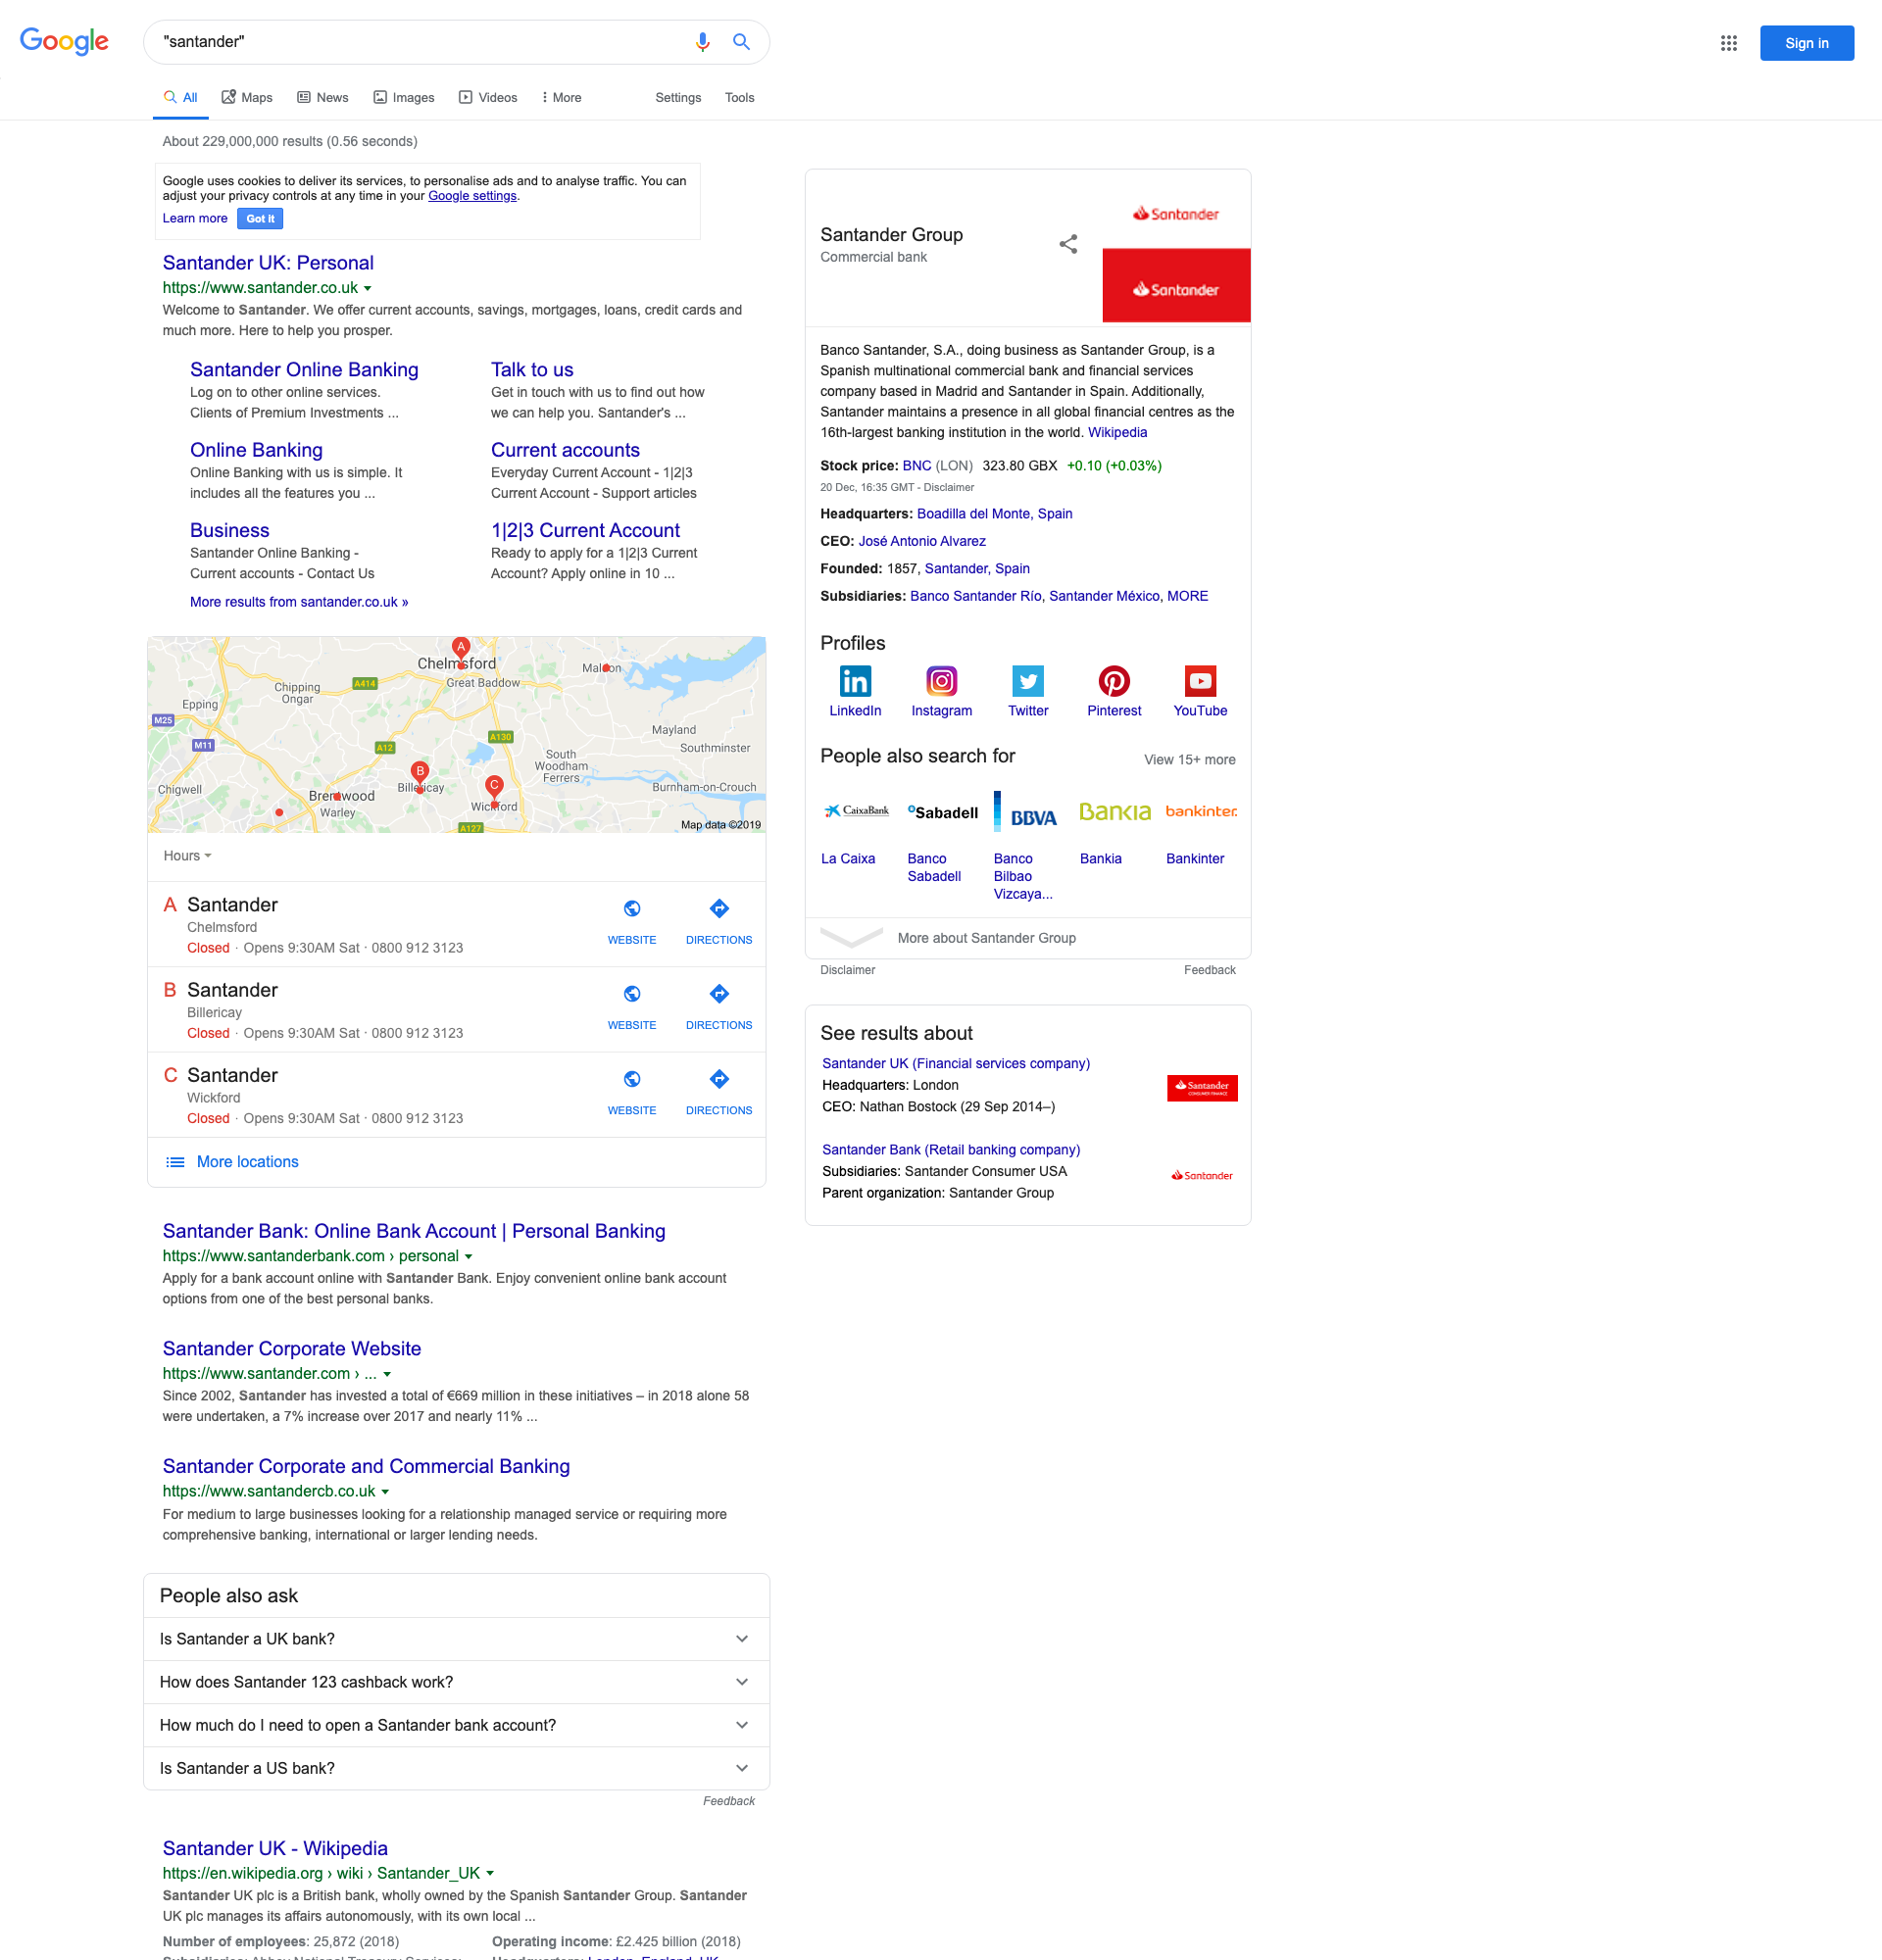 Google
"santander"
Sign in
All
Maps
News
Images
Videos
More
Settings
Tools
About 229,000,000 results (0.56 seconds)
Google uses cookies to deliver its services, to personalise ads and to analyse traffic. You can
adjust your privacy controls at any time in your Google settings.
Learn more
Got it
Santander UK: Personal
https://www.santander.co.uk
Welcome to Santander. We offer current accounts, savings, mortgages, loans, credit cards and
much more. Here to help you prosper.
Santander Online Banking
Log on to other online services.
Clients of Premium Investments ...
Talk to us
Get in touch with us to find out how
we can help you. Santander's ...
Online Banking
Online Banking with us is simple. It
includes all the features you ...
Current accounts
Everyday Current Account - 1|2|3
Current Account - Support articles
Business
Santander Online Banking -
Current accounts - Contact Us
1|2|3 Current Account
Ready to apply for a 1|2|3 Current
Account? Apply online in 10 ...
More results from santander.co.uk »
A
Chelmsford
Maldon
Great Baddow
A414
Chipping
Ongar
Epping
M25
M11
A12
A130
Mayland
Southminster
South
Woodham
Ferrers
B
Billericay
C
Wickford
Burnham-on-Crouch
Chigwell
Brentwood
Warley
A127
Map data ©2019
Hours
A Santander
Chelmsford
Closed · Opens 9:30AM Sat · 0800 912 3123
WEBSITE
DIRECTIONS
B Santander
Billericay
Closed · Opens 9:30AM Sat · 0800 912 3123
WEBSITE
DIRECTIONS
C Santander
Wickford
Closed · Opens 9:30AM Sat · 0800 912 3123
WEBSITE
DIRECTIONS
More locations
Santander Bank: Online Bank Account | Personal Banking
https://www.santanderbank.com › personal
Apply for a bank account online with Santander Bank. Enjoy convenient online bank account
options from one of the best personal banks.
Santander Corporate Website
https://www.santander.com › ...
Since 2002, Santander has invested a total of €669 million in these initiatives – in 2018 alone 58
were undertaken, a 7% increase over 2017 and nearly 11% ...
Santander Corporate and Commercial Banking
https://www.santandercb.co.uk
For medium to large businesses looking for a relationship managed service or requiring more
comprehensive banking, international or larger lending needs.
People also ask
Is Santander a UK bank?
How does Santander 123 cashback work?
How much do I need to open a Santander bank account?
Is Santander a US bank?
Feedback
Santander UK - Wikipedia
https://en.wikipedia.org › wiki › Santander_UK
Santander UK plc is a British bank, wholly owned by the Spanish Santander Group. Santander
UK plc manages its affairs autonomously, with its own local ...
Number of employees: 25,872 (2018)
Operating income: £2.425 billion (2018)
Santander Group
Commercial bank
Santander
Santander
Banco Santander, S.A., doing business as Santander Group, is a
Spanish multinational commercial bank and financial services
company based in Madrid and Santander in Spain. Additionally,
Santander maintains a presence in all global financial centres as the
16th-largest banking institution in the world. Wikipedia
Stock price: BNC (LON) 323.80 GBX +0.10 (+0.03%)
20 Dec, 16:35 GMT - Disclaimer
Headquarters: Boadilla del Monte, Spain
CEO: José Antonio Alvarez
Founded: 1857, Santander, Spain
Subsidiaries: Banco Santander Río, Santander México, MORE
Profiles
LinkedIn
Instagram
Twitter
Pinterest
YouTube
People also search for
View 15+ more
CaixaBank
Sabadell
BBVA
Bankia
bankinter.
La Caixa
Banco
Sabadell
Banco
Bilbao
Vizcaya...
Bankia
Bankinter
More about Santander Group
Disclaimer
Feedback
See results about
Santander UK (Financial services company)
Headquarters: London
CEO: Nathan Bostock (29 Sep 2014–)
Santander
CONSUMER FINANCE
Santander Bank (Retail banking company)
Subsidiaries: Santander Consumer USA
Parent organization: Santander Group
Santander